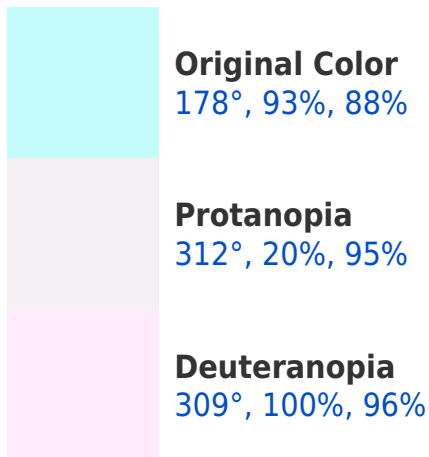 Original Color
178°, 93%, 88%
Protanopia
312°, 20%, 95%
Deuteranopia
309°, 100%, 96%